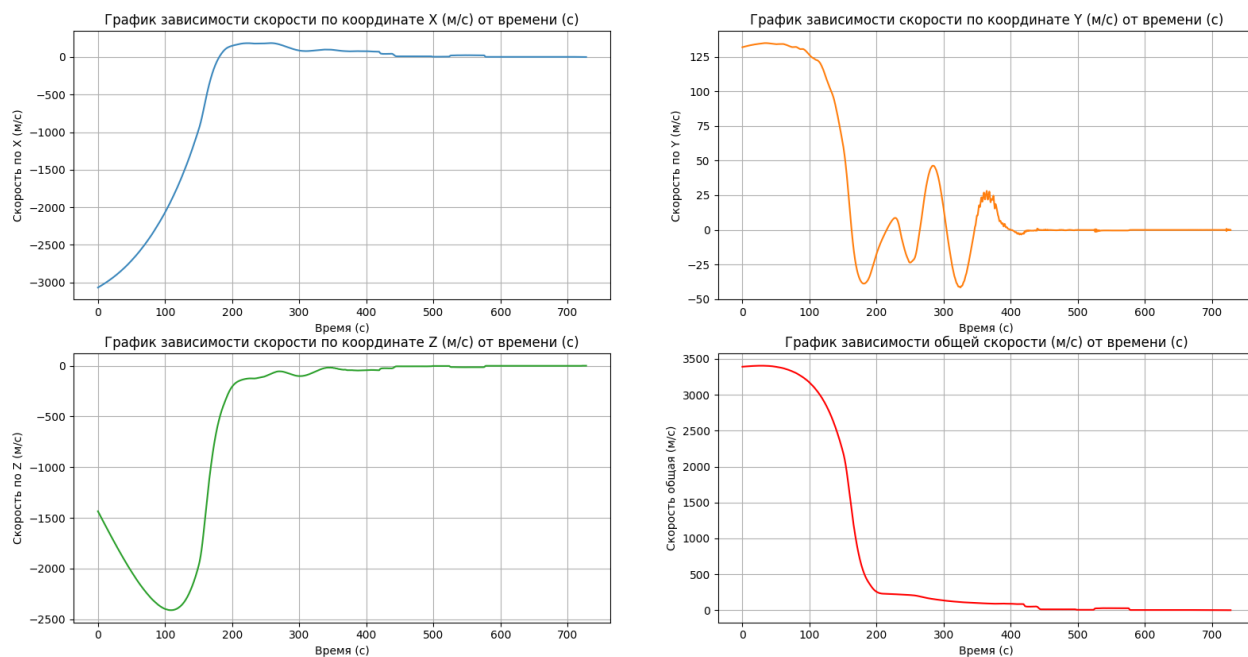 График зависимости скорости по координате X (м/с) от времени (с)
Скорость по X (м/с)
0
−500
−1000
−1500
−2000
−2500
−3000
0 100 200 300 400 500 600 700
Время (с)
График зависимости скорости по координате Y (м/с) от времени (с)
Скорость по Y (м/с)
125
100
75
50
25
0
−25
−50
0 100 200 300 400 500 600 700
Время (с)
График зависимости скорости по координате Z (м/с) от времени (с)
Скорость по Z (м/с)
0
−500
−1000
−1500
−2000
−2500
0 100 200 300 400 500 600 700
Время (с)
График зависимости общей скорости (м/с) от времени (с)
Скорость общая (м/с)
3500
3000
2500
2000
1500
1000
500
0
0 100 200 300 400 500 600 700
Время (с)